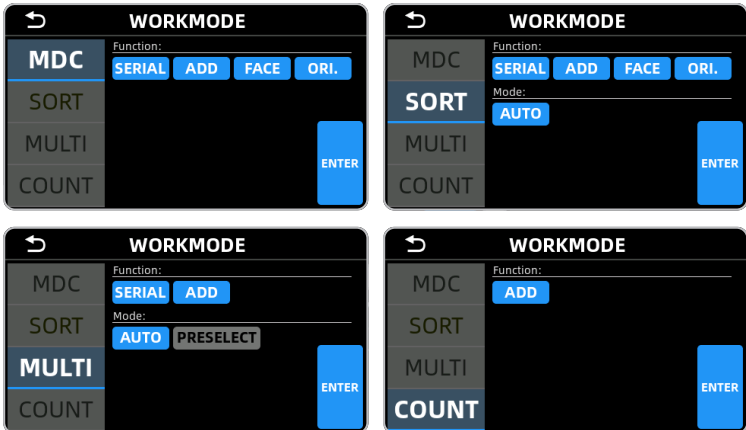 WORKMODE
MDC
SORT
MULTI
COUNT
Function:
SERIAL ADD FACE ORI.
ENTER
WORKMODE
MDC
SORT
MULTI
COUNT
Function:
SERIAL ADD FACE ORI.
Mode:
AUTO
ENTER
WORKMODE
MDC
SORT
MULTI
COUNT
Function:
SERIAL ADD
Mode:
AUTO PRESELECT
ENTER
WORKMODE
MDC
SORT
MULTI
COUNT
Function:
ADD
ENTER